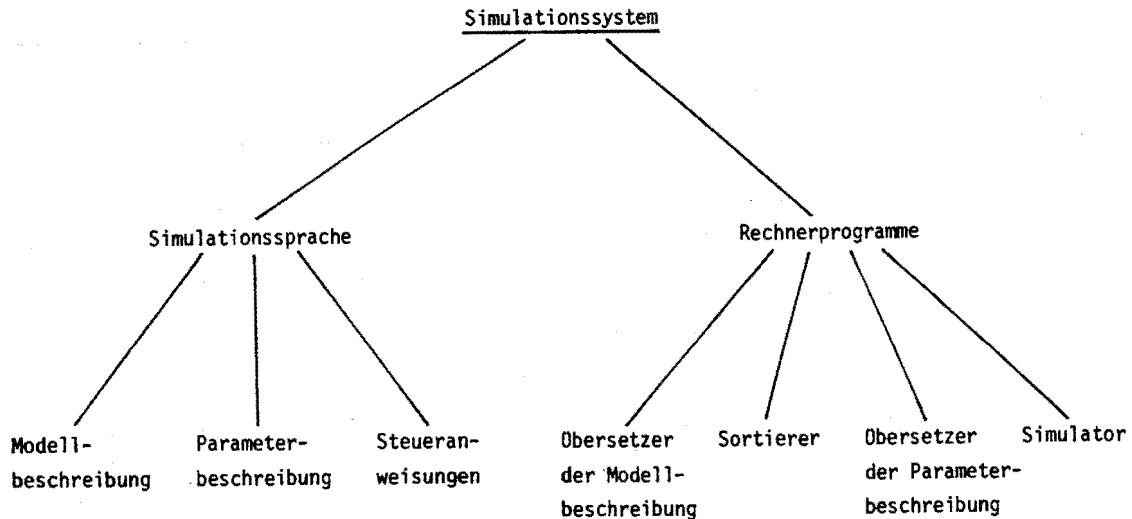 Simulationssystem
Simulationssprache
Rechnerprogramme
Modell-
beschreibung
Parameter-
beschreibung
Steueran-
weisungen
Obersetzer
der Modell-
beschreibung
Sortierer
Obersetzer
der Parameter-
beschreibung
Simulator